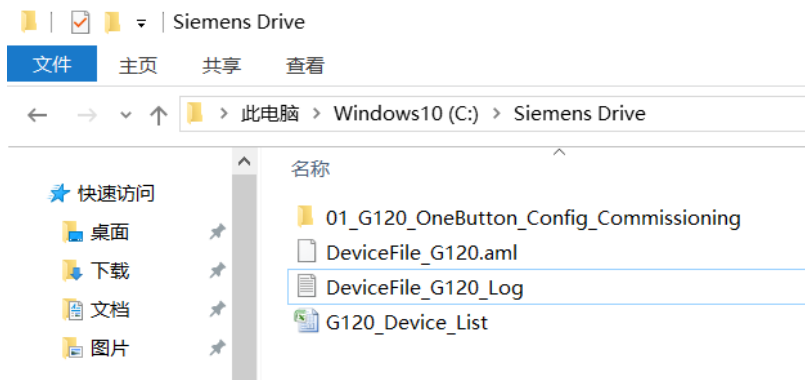 Siemens Drive
文件 主页 共享 查看
此电脑 > Windows10 (C:) > Siemens Drive
名称
快速访问
桌面
下载
文档
图片
01_G120_OneButton_Config_Commissioning
DeviceFile_G120.aml
DeviceFile_G120_Log
G120_Device_List